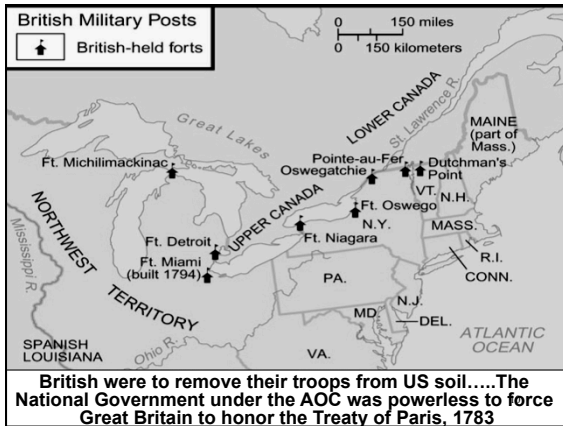 British Military Posts
British-held forts
0 150 miles
0 150 kilometers
LOWER CANADA
St. Lawrence R.
MAINE
(part of
Mass.)
Great Lakes
Ft. Michilimackinac
Pointe-au-Fer
Oswegatchie
Dutchman's
Point
VT.
N.H.
UPPER CANADA
Ft. Oswego
N.Y.
MASS.
Ft. Niagara
R.I.
CONN.
Ft. Detroit
Ft. Miami
(built 1794)
NORTHWEST
TERRITORY
Mississippi R.
PA.
N.J.
MD.
DEL.
ATLANTIC
OCEAN
SPANISH
LOUISIANA
Ohio R.
VA.
British were to remove their troops from US soil.....The
National Government under the AOC was powerless to force
Great Britain to honor the Treaty of Paris, 1783